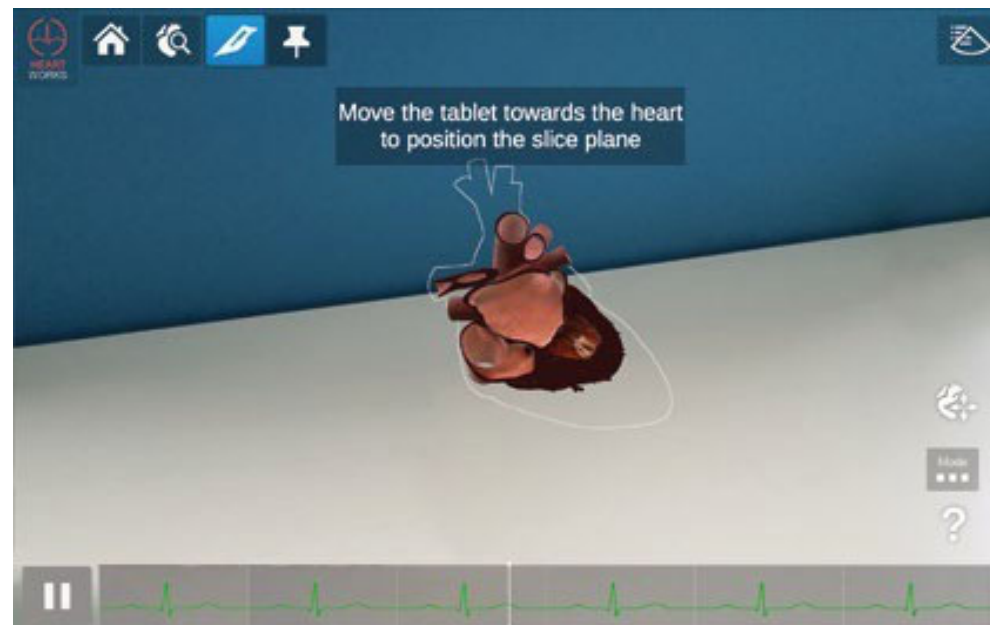 HEART
WORKS
Move the tablet towards the heart
to position the slice plane
Mode
?